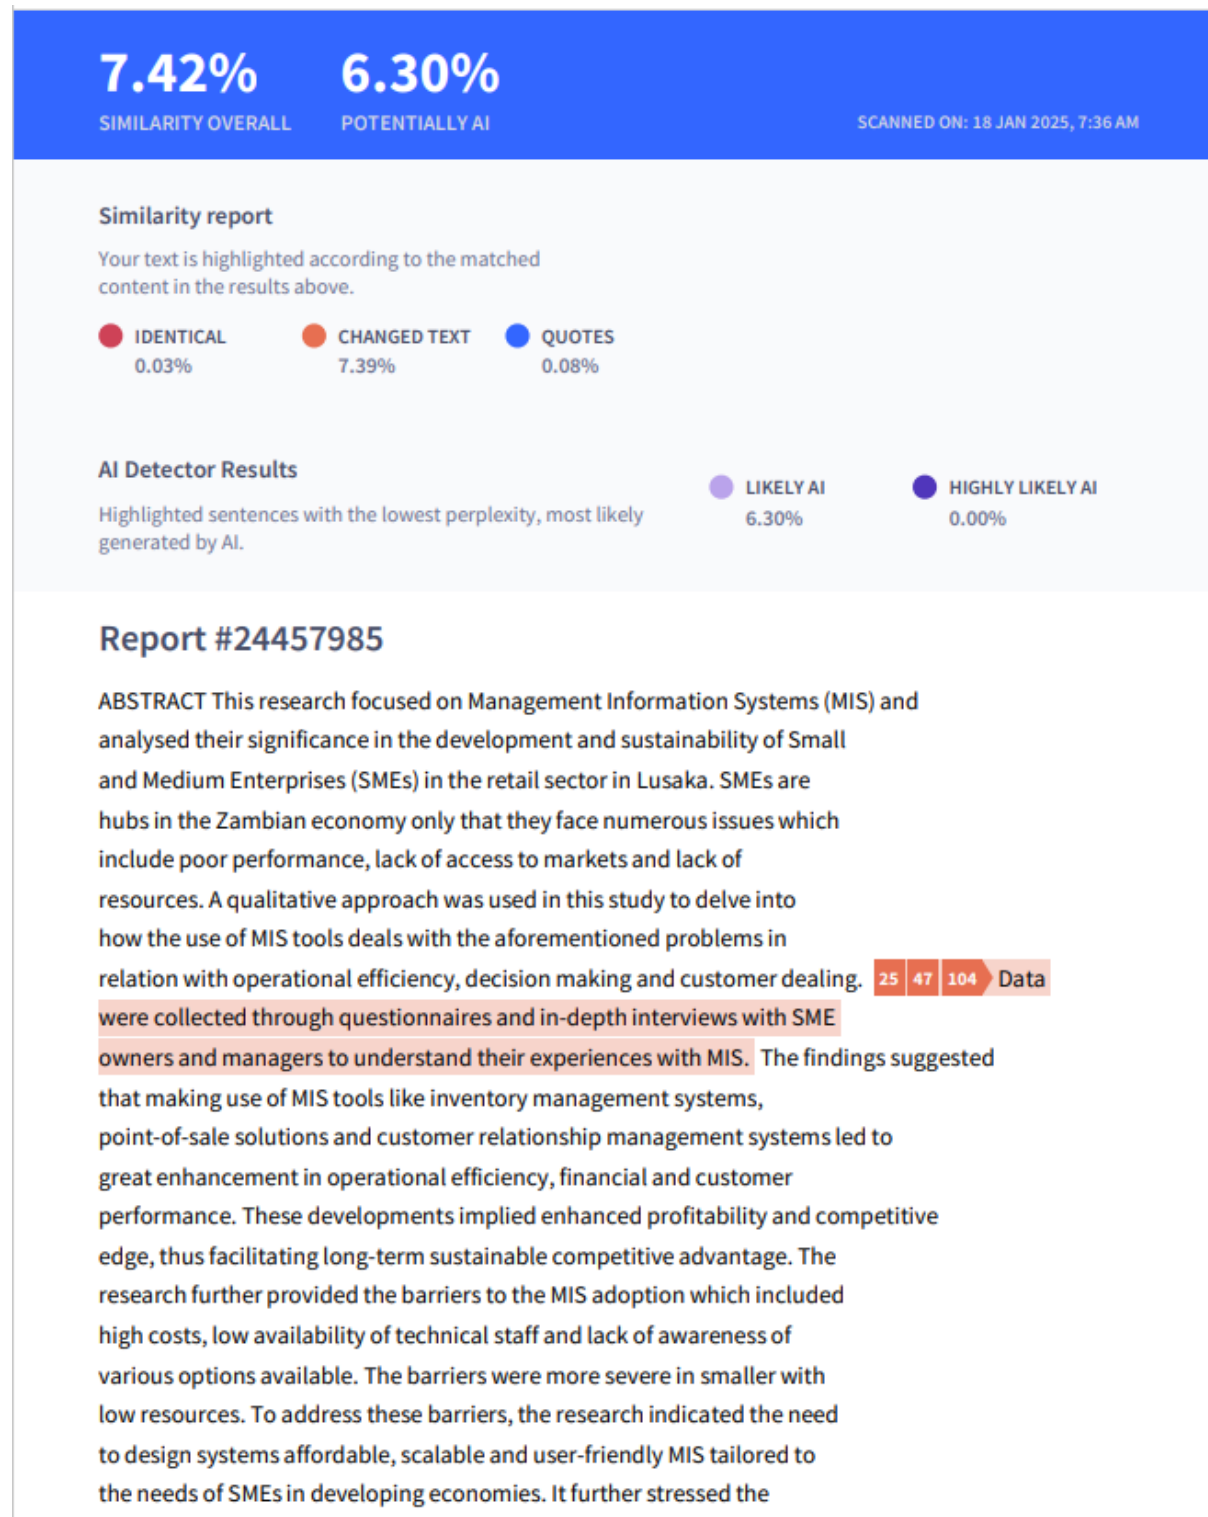 7.42% 6.30%
SIMILARITY OVERALL POTENTIALLY AI SCANNED ON: 18 JAN 2025, 7:36 AM
Similarity report
Your text is highlighted according to the matched
content in the results above.
IDENTICAL CHANGED TEXT QUOTES
0.03% 7.39% 0.08%
AI Detector Results
Highlighted sentences with the lowest perplexity, most likely
generated by AI.
LIKELY AI HIGHLY LIKELY AI
6.30% 0.00%
Report #24457985
ABSTRACT This research focused on Management Information Systems (MIS) and
analysed their significance in the development and sustainability of Small
and Medium Enterprises (SMEs) in the retail sector in Lusaka. SMEs are
hubs in the Zambian economy only that they face numerous issues which
include poor performance, lack of access to markets and lack of
resources. A qualitative approach was used in this study to delve into
how the use of MIS tools deals with the aforementioned problems in
relation with operational efficiency, decision making and customer dealing. 25 47 104 Data
were collected through questionnaires and in-depth interviews with SME
owners and managers to understand their experiences with MIS. The findings suggested
that making use of MIS tools like inventory management systems,
point-of-sale solutions and customer relationship management systems led to
great enhancement in operational efficiency, financial and customer
performance. These developments implied enhanced profitability and competitive
edge, thus facilitating long-term sustainable competitive advantage. The
research further provided the barriers to the MIS adoption which included
high costs, low availability of technical staff and lack of awareness of
various options available. The barriers were more severe in smaller with
low resources. To address these barriers, the research indicated the need
to design systems affordable, scalable and user-friendly MIS tailored to
the needs of SMEs in developing economies. It further stressed the